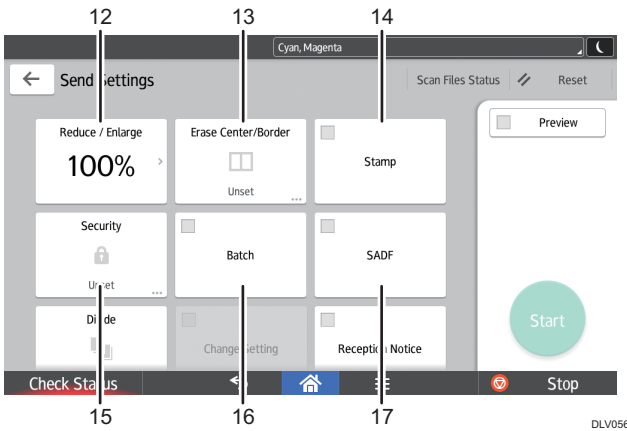 12 13 14
Cyan, Magenta
Send Settings Scan Files Status Reset
Reduce / Enlarge Erase Center/Border Preview
100% Stamp
Unset
Security
Batch SADF
Unset
Start
Divide
Change Setting Reception Notice
Check Status Stop
15 16 17
DLV056